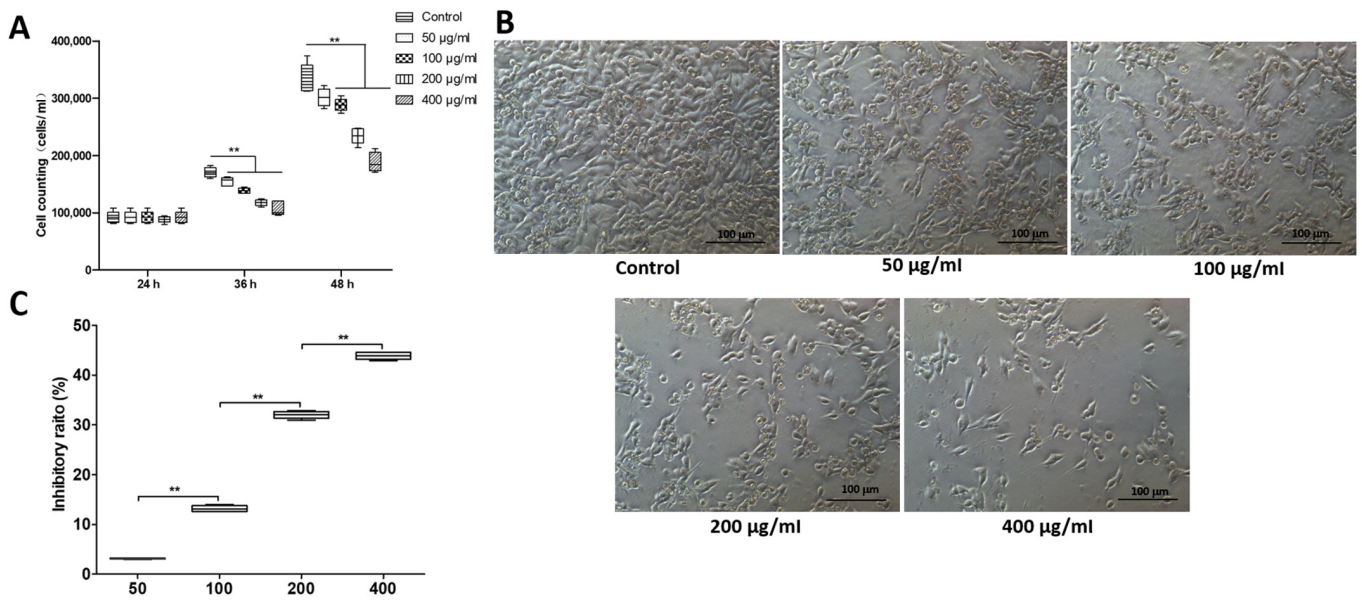 A
Control
50 µg/ml
100 µg/ml
200 µg/ml
400 µg/ml
Cell counting (cells/ml)
400,000
300,000
200,000
100,000
0
**
**
24 h
36 h
48 h
B
100 µm
100 µm
100 µm
Control
50 µg/ml
100 µg/ml
100 µm
100 µm
200 µg/ml
400 µg/ml
C
Inhibitory raito (%)
50
40
30
20
10
0
**
**
**
50
100
200
400